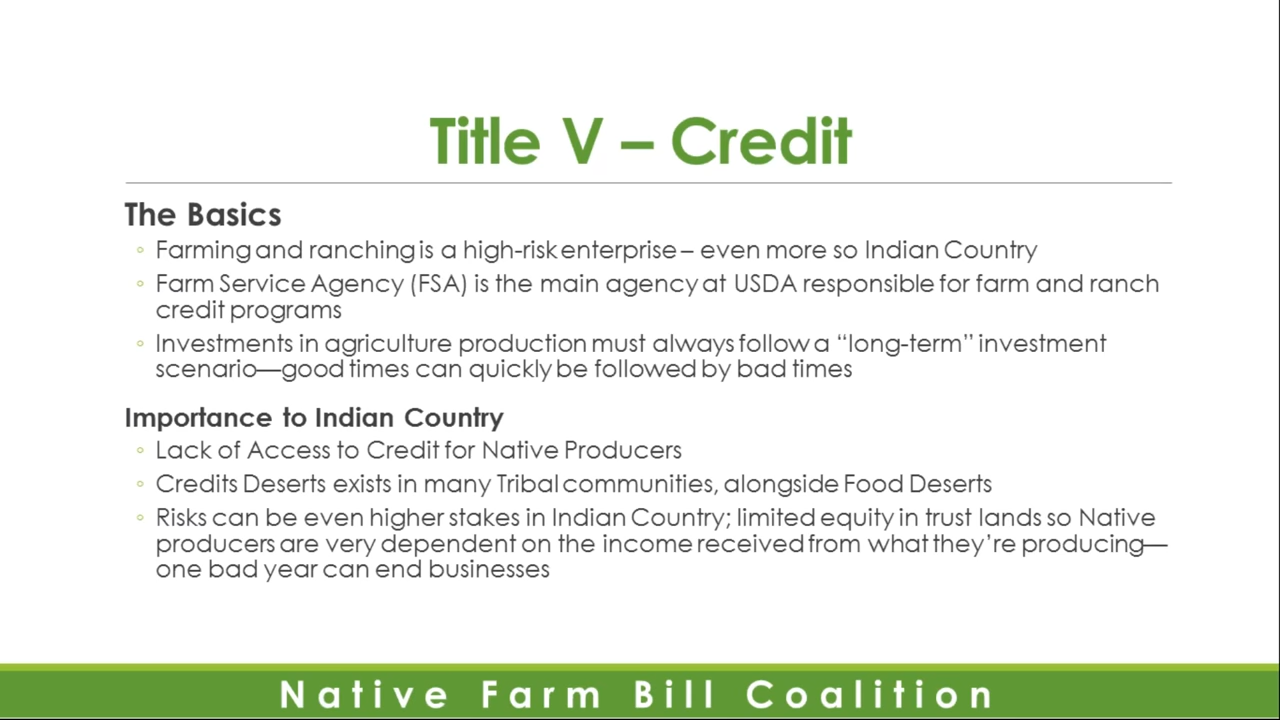 Title V – Credit
The Basics
◦ Farming and ranching is a high-risk enterprise – even more so Indian Country
◦ Farm Service Agency (FSA) is the main agency at USDA responsible for farm and ranch
credit programs
◦ Investments in agriculture production must always follow a “long-term” investment
scenario—good times can quickly be followed by bad times
Importance to Indian Country
◦ Lack of Access to Credit for Native Producers
◦ Credits Deserts exists in many Tribal communities, alongside Food Deserts
◦ Risks can be even higher stakes in Indian Country; limited equity in trust lands so Native
producers are very dependent on the income received from what they’re producing—
one bad year can end businesses
Native Farm Bill Coalition